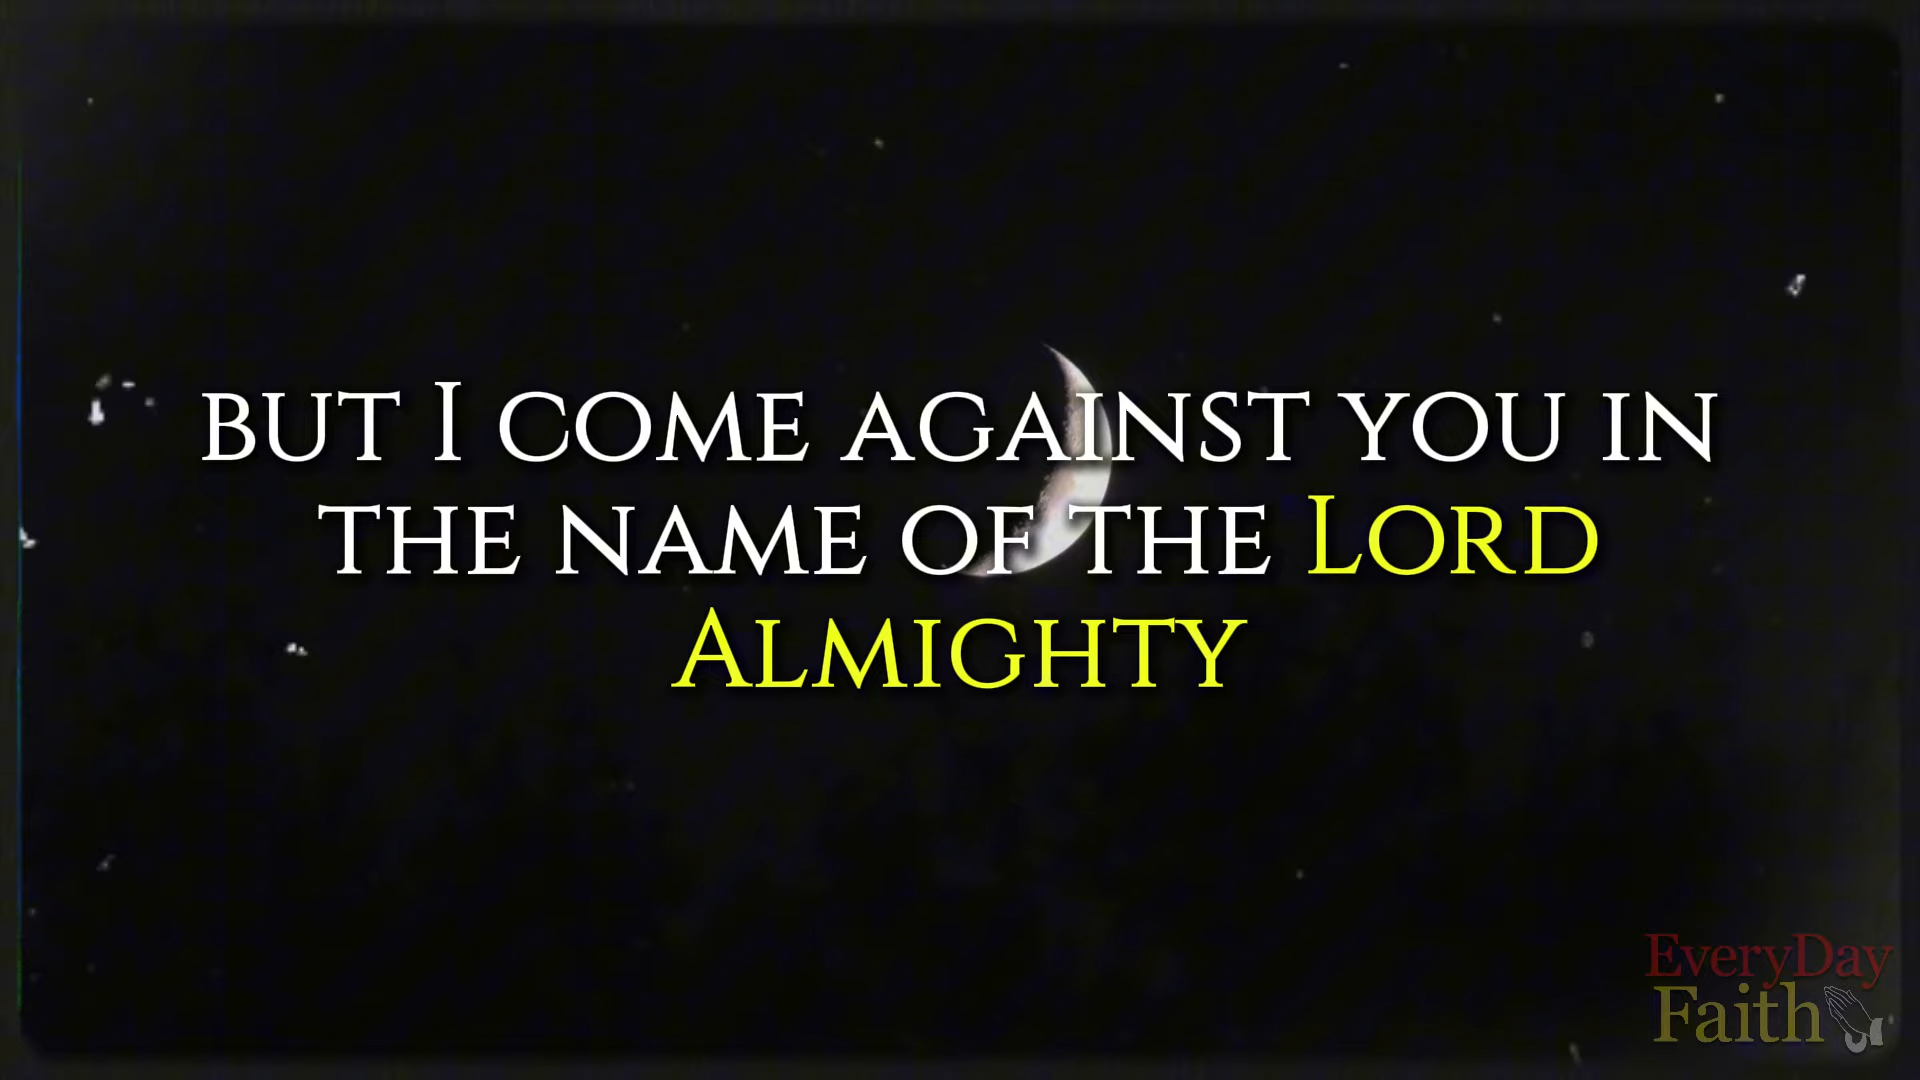 but I come against you in
the name of the Lord
Almighty
EveryDay
Faith